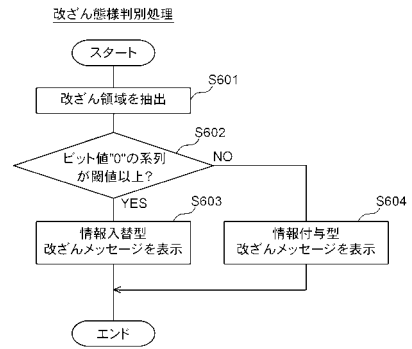 改ざん態様判別処理
スタート
S601
改ざん領域を抽出
S602
ビット値"0"の系列
が閾値以上?
NO
YES
S603
情報入替型
改ざんメッセージを表示
S604
情報付与型
改ざんメッセージを表示
エンド